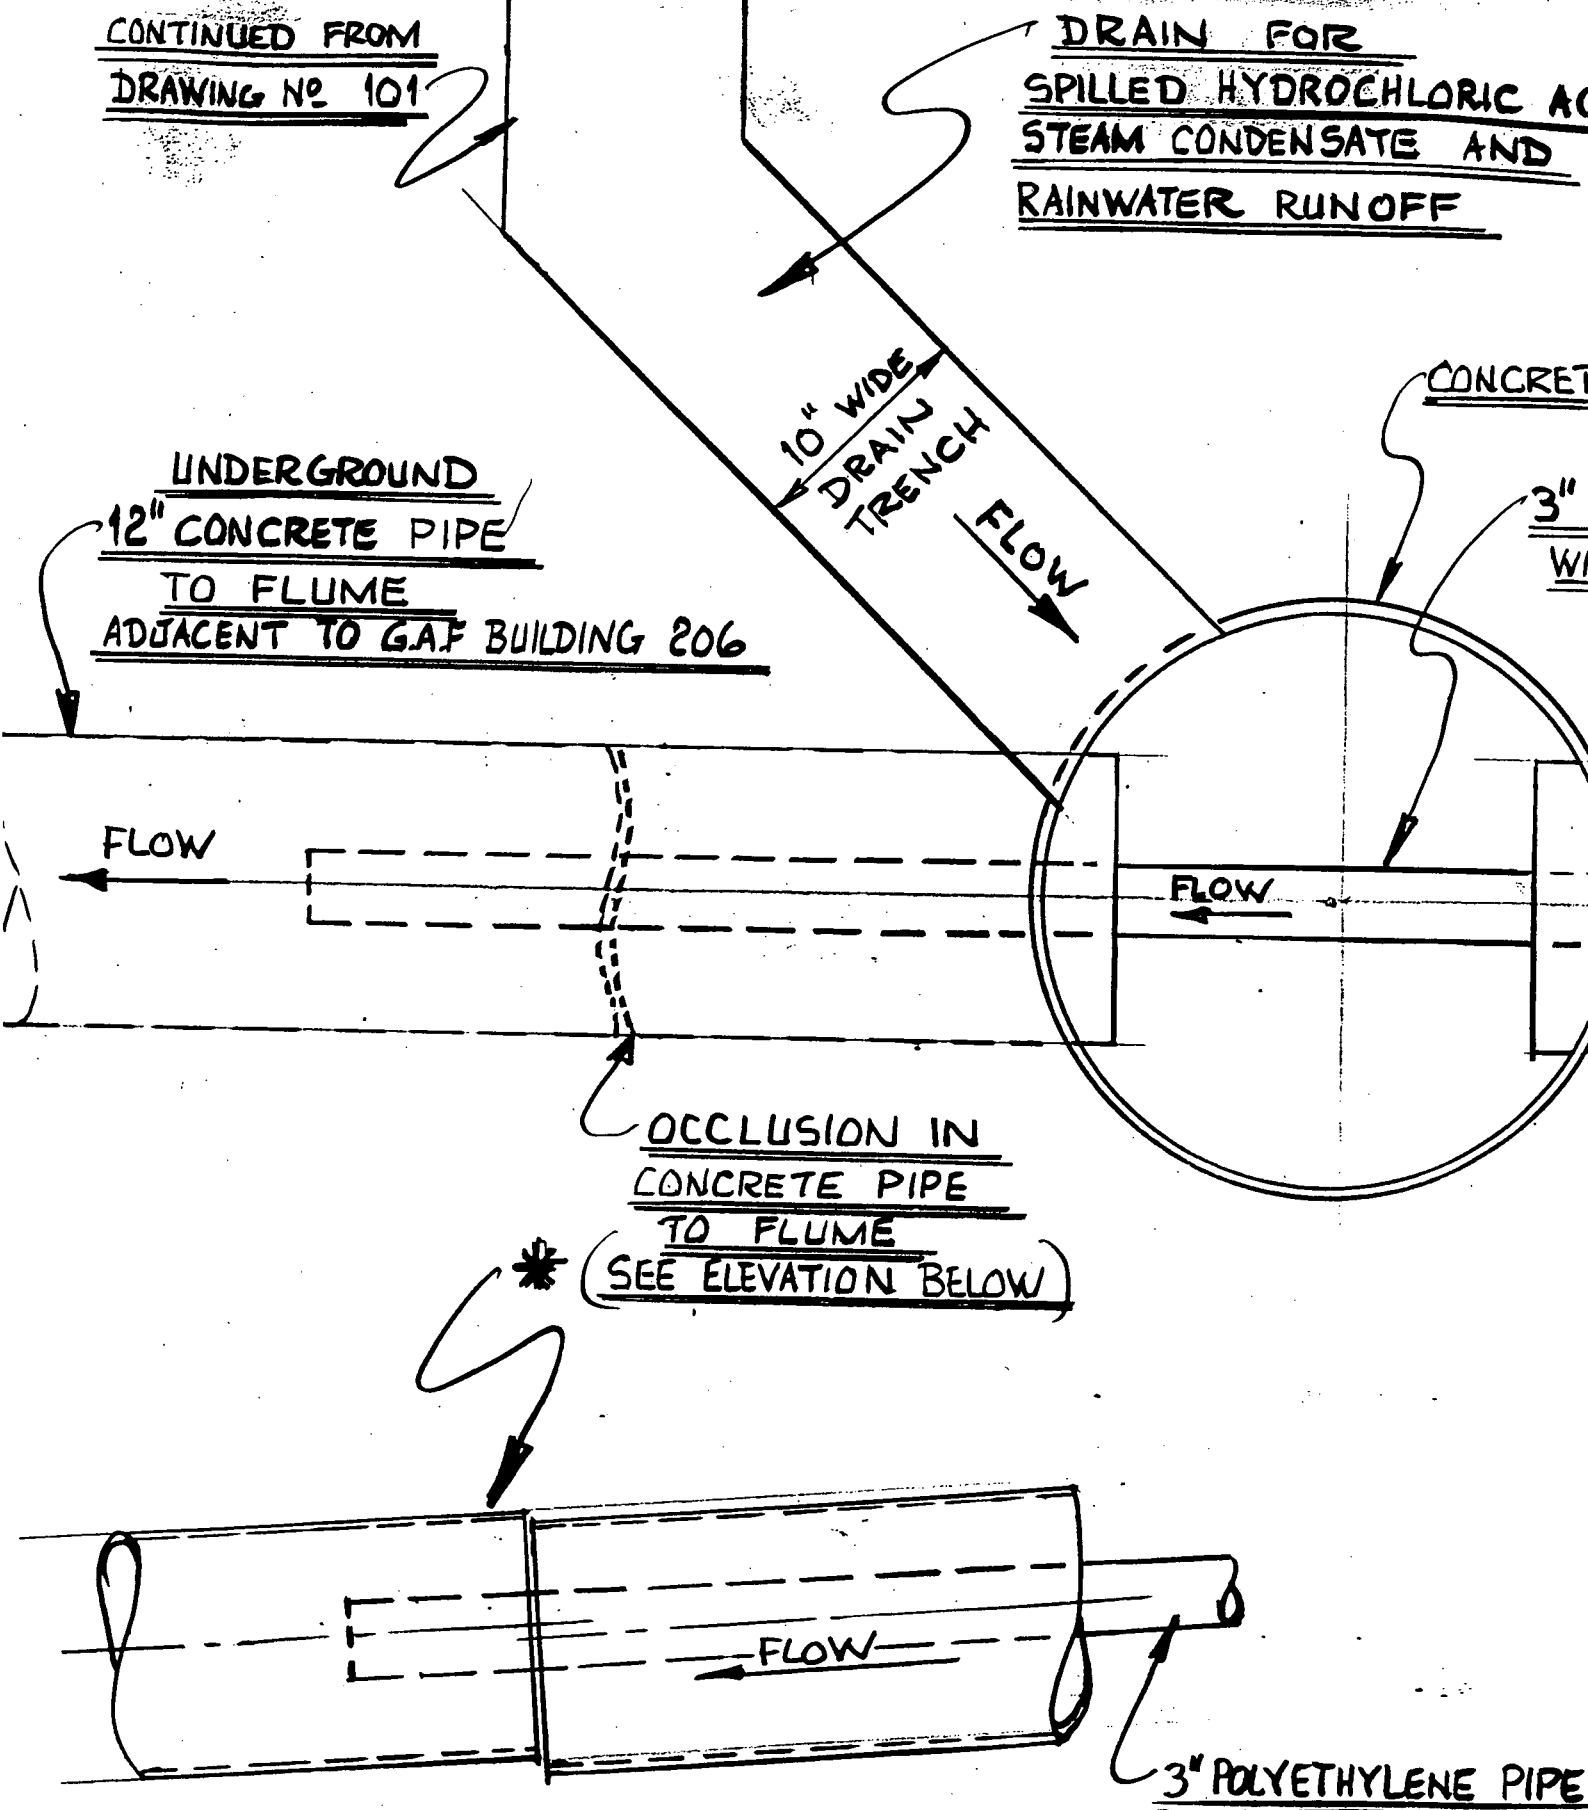 CONTINUED FROM
DRAWING Nº 101
DRAIN FOR
SPILLED HYDROCHLORIC AC
STEAM CONDENSATE AND
RAINWATER RUNOFF
10" WIDE
DRAIN
TRENCH
FLOW
CONCRET
3"
UNDERGROUND
12" CONCRETE PIPE
TO FLUME
ADJACENT TO G.A.F BUILDING 206
FLOW
FLOW
OCCLUSION IN
CONCRETE PIPE
TO FLUME
* (SEE ELEVATION BELOW)
FLOW
3" POLYETHYLENE PIPE